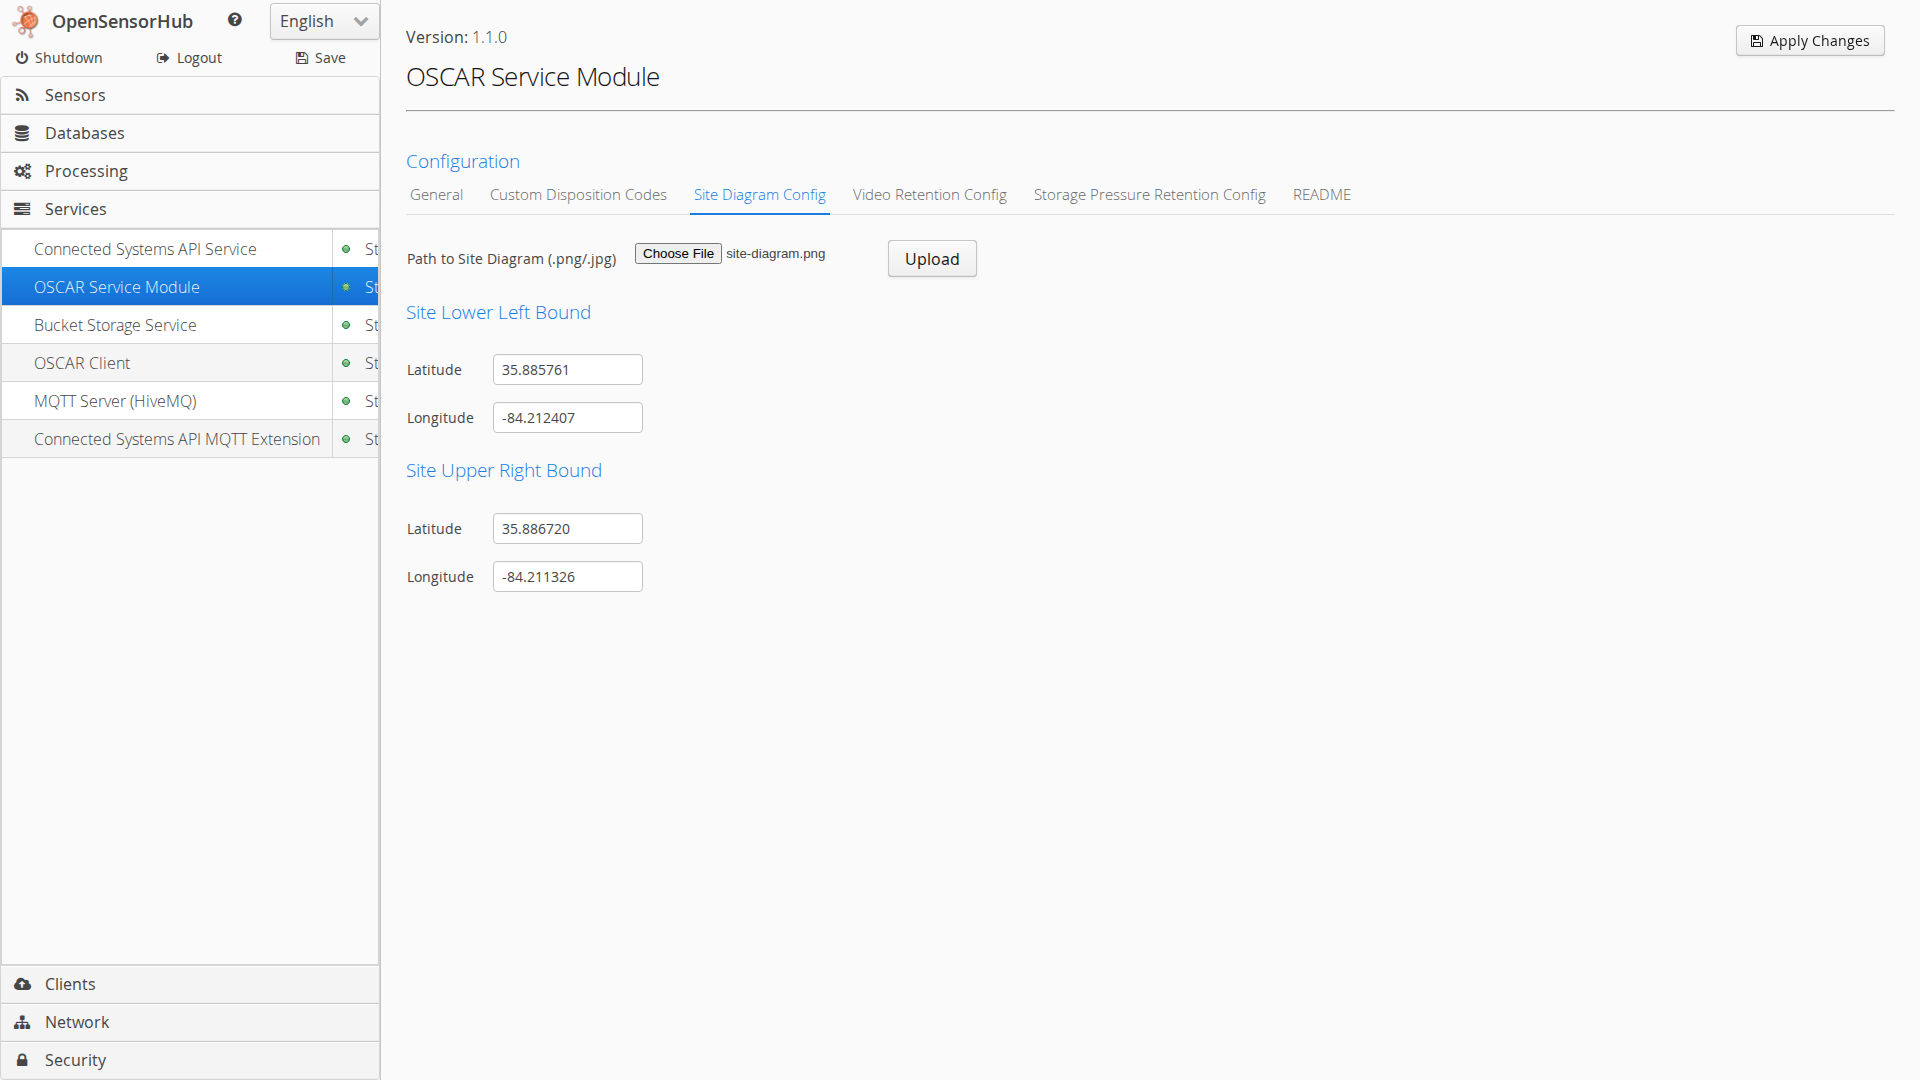 OpenSensorHub
English
Shutdown
Logout
Save
Sensors
Databases
Processing
Services
Connected Systems API Service
St
OSCAR Service Module
St
Bucket Storage Service
St
OSCAR Client
St
MQTT Server (HiveMQ)
St
Connected Systems API MQTT Extension
St
Clients
Network
Security
Version: 1.1.0
Apply Changes
OSCAR Service Module
Configuration
General
Custom Disposition Codes
Site Diagram Config
Video Retention Config
Storage Pressure Retention Config
README
Path to Site Diagram (.png/.jpg)
Choose File site-diagram.png
Upload
Site Lower Left Bound
Latitude
35.885761
Longitude
-84.212407
Site Upper Right Bound
Latitude
35.886720
Longitude
-84.211326